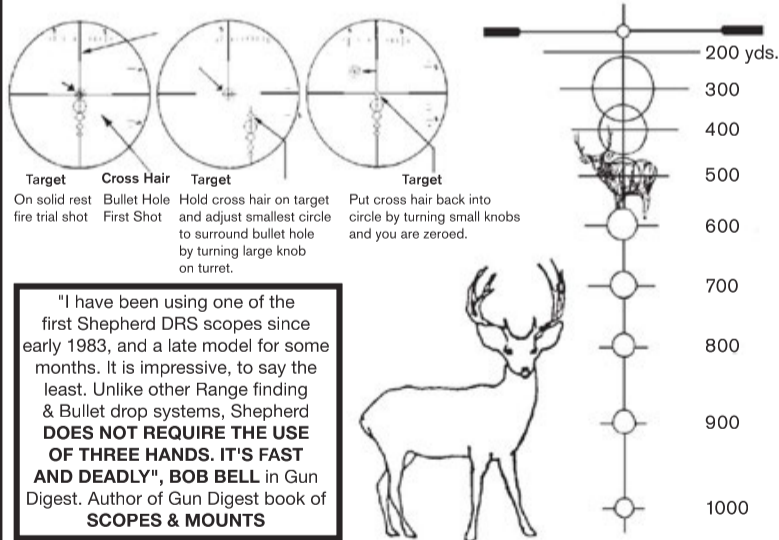 Target
On solid rest
fire trial shot
Cross Hair
Bullet Hole
First Shot
Target
Hold cross hair on target
and adjust smallest circle
to surround bullet hole
by turning large knob
on turret.
Target
Put cross hair back into
circle by turning small knobs
and you are zeroed.
"I have been using one of the
first Shepherd DRS scopes since
early 1983, and a late model for some
months. It is impressive, to say the
least. Unlike other Range finding
& Bullet drop systems, Shepherd
DOES NOT REQUIRE THE USE
OF THREE HANDS. IT'S FAST
AND DEADLY", BOB BELL in Gun
Digest. Author of Gun Digest book of
SCOPES & MOUNTS
200 yds.
300
400
500
600
700
800
900
1000